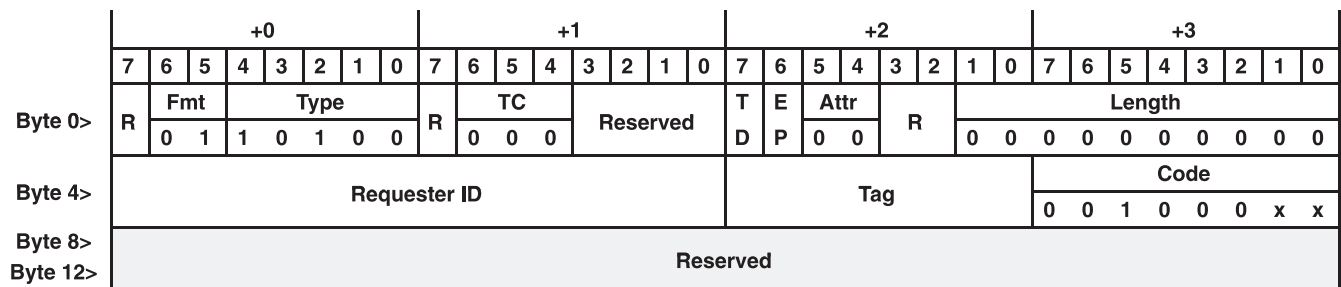 +0 +1 +2 +3
7 6 5 4 3 2 1 0 7 6 5 4 3 2 1 0 7 6 5 4 3 2 1 0 7 6 5 4 3 2 1 0
Byte 0> R Fmt Type R TC Reserved T E Attr R Length
0 1 1 0 1 0 0 0 0 0 D P 0 0 0 0 0 0 0 0 0 0 0 0
Byte 4> Requester ID Tag Code
0 0 1 0 0 0 x x
Byte 8> Reserved
Byte 12>